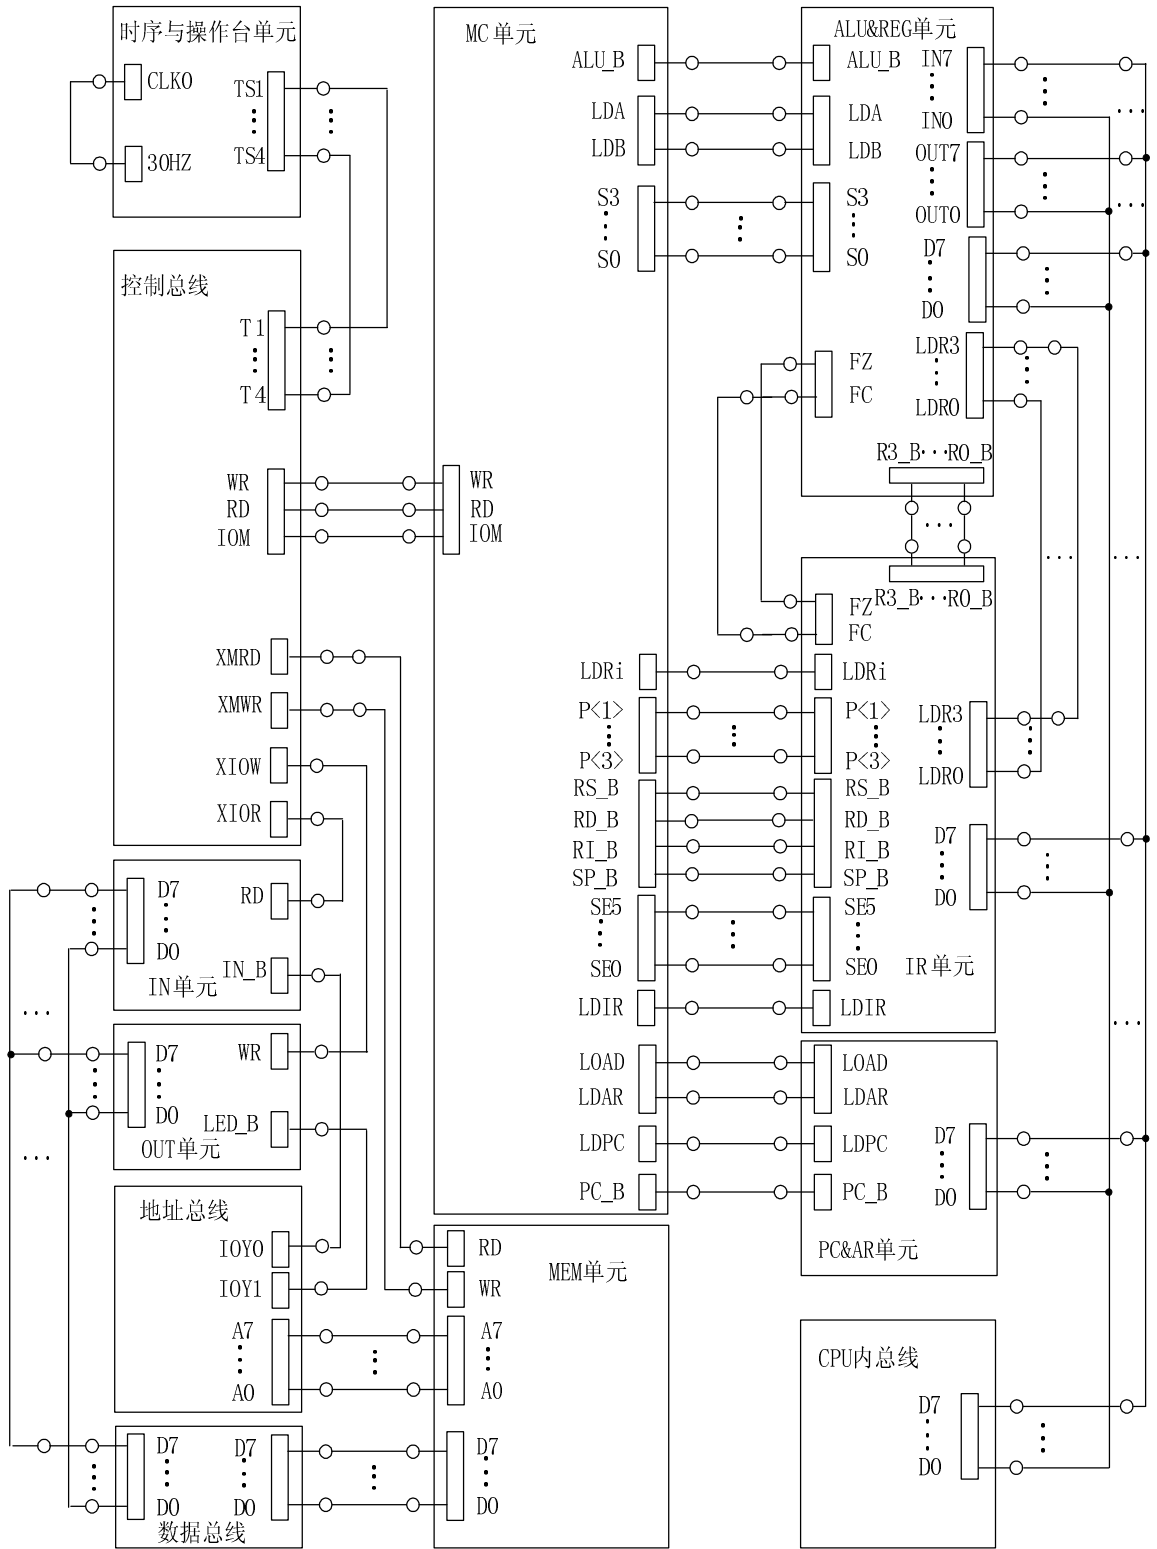 时序与操作台单元
CLK0
30HZ
TS1
TS4
控制总线
T1
T4
WR
RD
IOM
XMRD
XMWR
XIOW
XIOR
D7
D0
RD
IN_B
IN单元
...
D7
D0
WR
LED_B
OUT单元
...
地址总线
IOY0
IOY1
A7
A0
D7
D0
D7
D0
数据总线
MC单元
ALU_B
LDA
LDB
S3
S0
WR
RD
IOM
LDRi
P<1>
P<3>
RS_B
RD_B
RI_B
SP_B
SE5
SE0
LDIR
LOAD
LDAR
LDPC
PC_B
MEM单元
RD
WR
A7
A0
D7
D0
ALU&REG单元
ALU_B
LDA
LDB
S3
S0
FZ
FC
IN7
IN0
OUT7
OUT0
D7
D0
LDR3
LDR0
R3_B···R0_B
...
R3_B···R0_B
FZ
FC
LDRi
P<1>
P<3>
RS_B
RD_B
RI_B
SP_B
SE5
SE0
LDIR
LDR3
LDR0
D7
D0
IR单元
LOAD
LDAR
LDPC
PC_B
D7
D0
PC&AR单元
CPU内总线
D7
D0